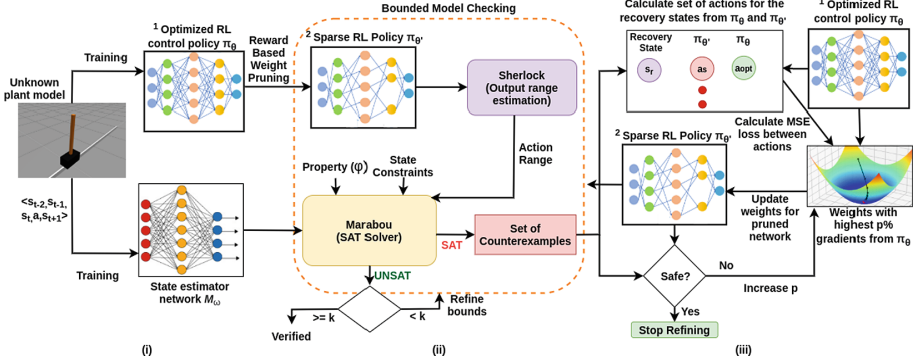 Bounded Model Checking
1 Optimized RL
control policy πθ
Training
Unknown
plant model
<st-2,st-1,
st,a,st+1>
Training
State estimator
network Mω
(i)
Reward
Based
Weight
Pruning
2 Sparse RL Policy πθ'
Sherlock
(Output range
estimation)
Action
Range
Property (φ)
State
Constraints
Marabou
(SAT Solver)
SAT
Set of
Counterexamples
UNSAT
>= k
< k
Verified
Refine
bounds
(ii)
Calculate set of actions for the
recovery states from πθ and πθ'
Recovery
State
πθ'
πθ
sr
as
aopt
1 Optimized RL
control policy πθ
Calculate MSE
loss between
actions
2 Sparse RL Policy πθ'
Update
weights for
pruned
network
Weights with
highest p%
gradients from πθ
Safe?
No
Increase p
Yes
Stop Refining
(iii)